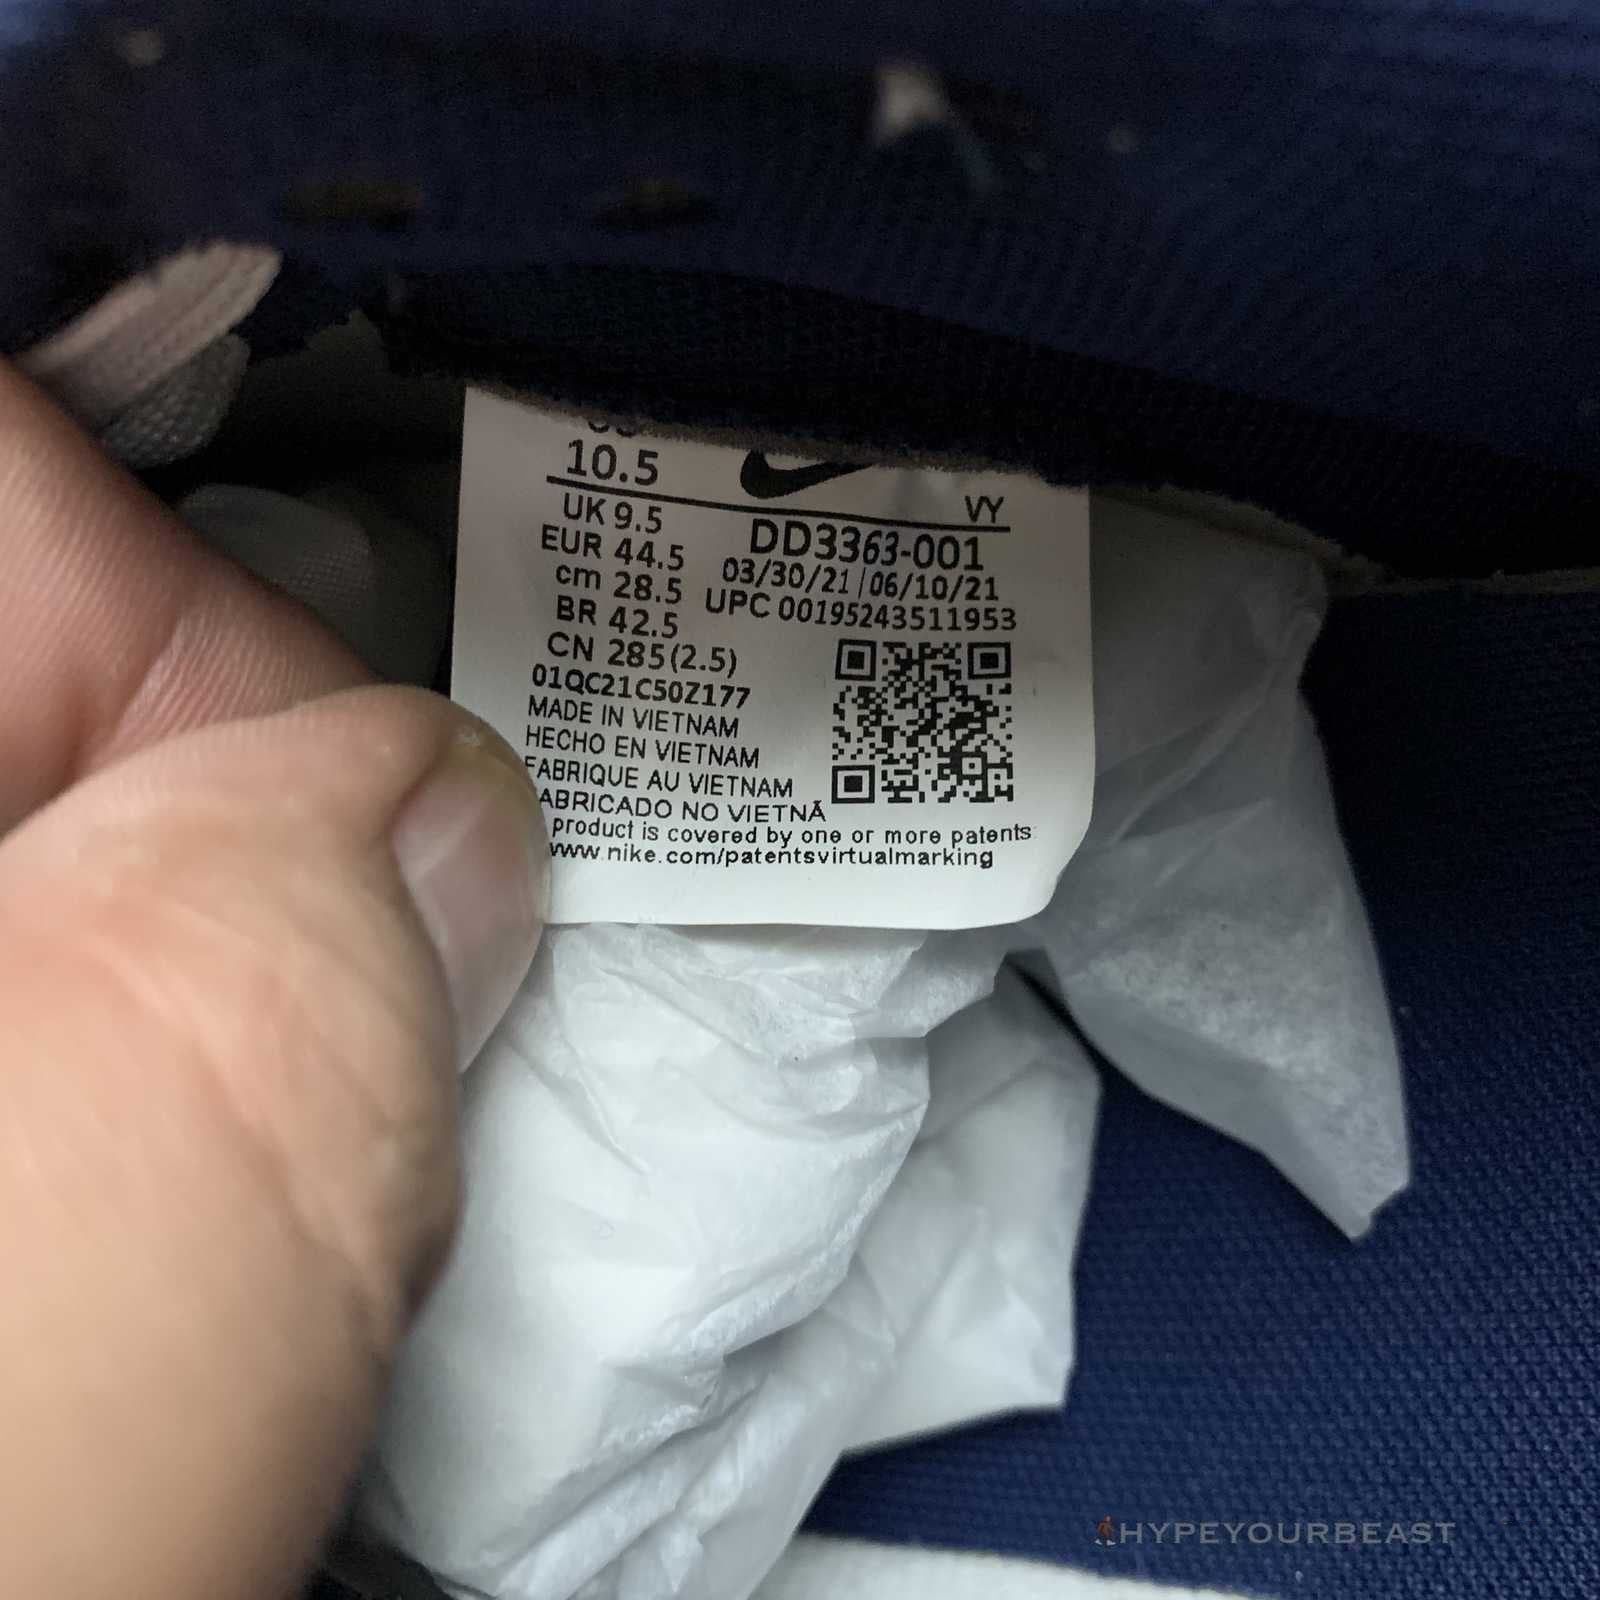 10.5
VY
UK 9.5
EUR 44.5
cm 28.5
BR 42.5
CN 285(2.5)
DD3363-001
03/30/21|06/10/21
UPC 00195243511953
01QC21C50Z177
MADE IN VIETNAM
HECHO EN VIETNAM
FABRIQUE AU VIETNAM
ABRICADO NO VIETNÃ
product is covered by one or more patents
www.nike.com/patentsvirtualmarking
HYPEYOURBEAST